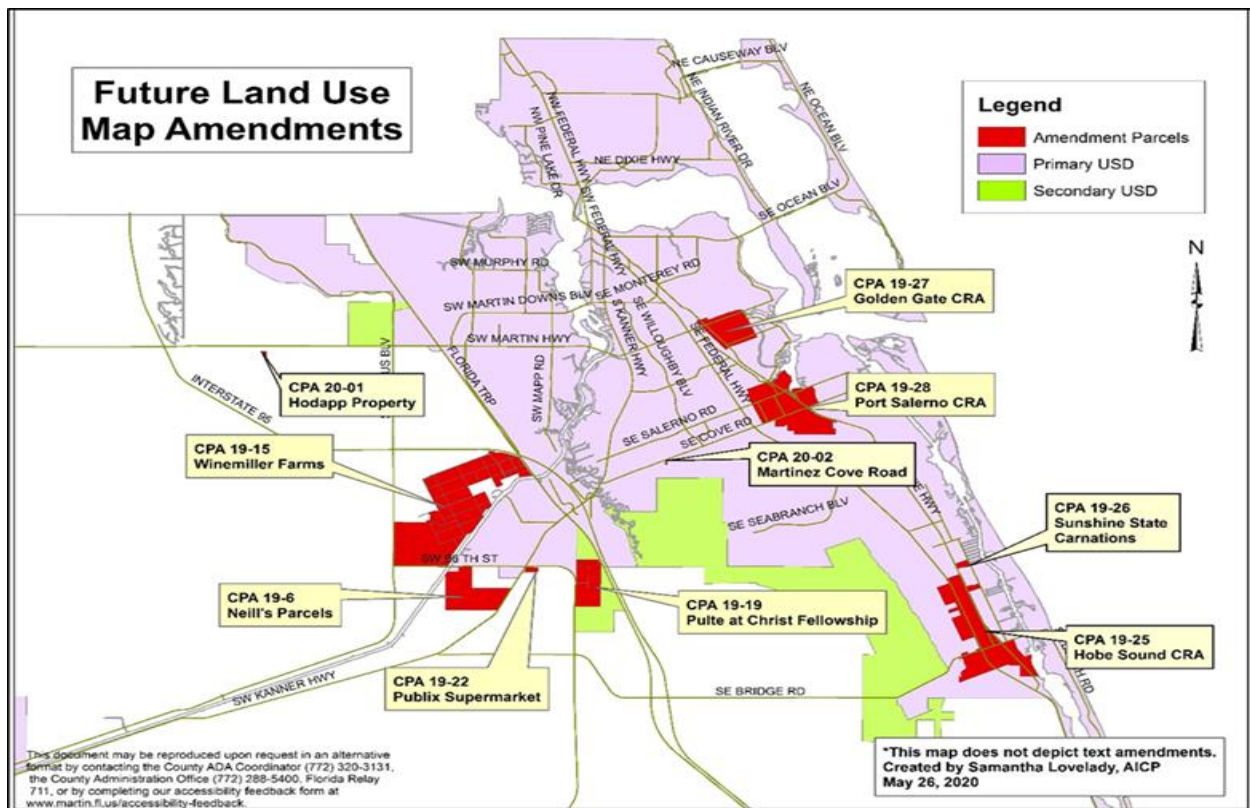 Future Land Use
Map Amendments
Legend
Amendment Parcels
Primary USD
Secondary USD
N
NE CAUSEWAY BLV
NE INDIAN RIVER DR
NE OCEAN BLV
NW FEDERAL HWY
NW PINE LAKE DR
NE DIXIE HWY
SW FEDERAL HWY
SE OCEAN BLV
SW MURPHY RD
SE MONTEREY RD
SW MARTIN DOWNS BLV
S KANNER HWY
SE WILLOUGHBY BLV
SE FEDERAL HWY
SW MARTIN HWY
FLORIDA TRP
SW MAPP RD
INTERSTATE 95
US BLV
SE SALERNO RD
SE COVE RD
SE SEABRANCH BLV
IE HWY
SW 96 TH ST
SW KANNER HWY
SE BRIDGE RD
H RD
CPA 19-27
Golden Gate CRA
CPA 19-28
Port Salerno CRA
CPA 20-01
Hodapp Property
CPA 19-15
Winemiller Farms
CPA 20-02
Martinez Cove Road
CPA 19-26
Sunshine State
Carnations
CPA 19-6
Neill's Parcels
CPA 19-19
Pulte at Christ Fellowship
CPA 19-25
Hobe Sound CRA
CPA 19-22
Publix Supermarket
This document may be reproduced upon request in an alternative
format by contacting the County ADA Coordinator (772) 320-3131,
the County Administration Office (772) 288-5400, Florida Relay
711, or by completing our accessibility feedback form at
www.martin.fl.us/accessibility-feedback.
*This map does not depict text amendments.
Created by Samantha Lovelady, AICP
May 26, 2020